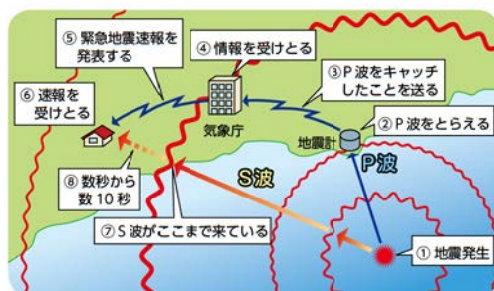 ⑤ 緊急地震速報を
発表する
④ 情報を受けとる
③ P 波をキャッチ
したことを送る
⑥ 速報を
受けとる
気象庁
② P 波をとらえる
地震計
P波
S波
⑧ 数秒から
数 10 秒
⑦ S 波がここまで来ている
① 地震発生